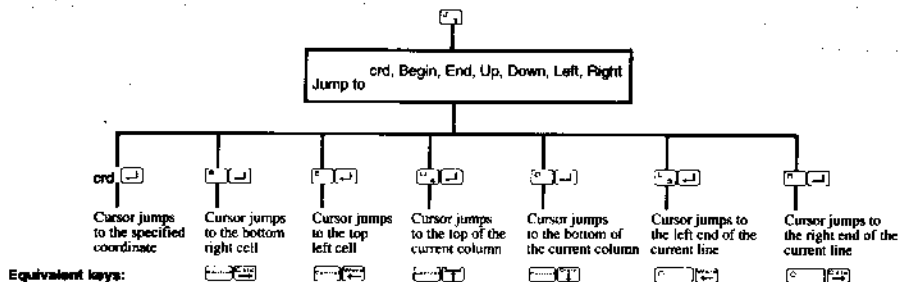 crd, Begin, End, Up, Down, Left, Right
Jump to
crd
Cursor jumps
to the specified
coordinate
Cursor jumps
to the bottom
right cell
Cursor jumps
to the top
left cell
Cursor jumps
to the top of the
current column
Cursor jumps
to the bottom of
the current column
Cursor jumps to
the left end of the
current line
Cursor jumps to
the right end of the
current line
Equivalent keys: